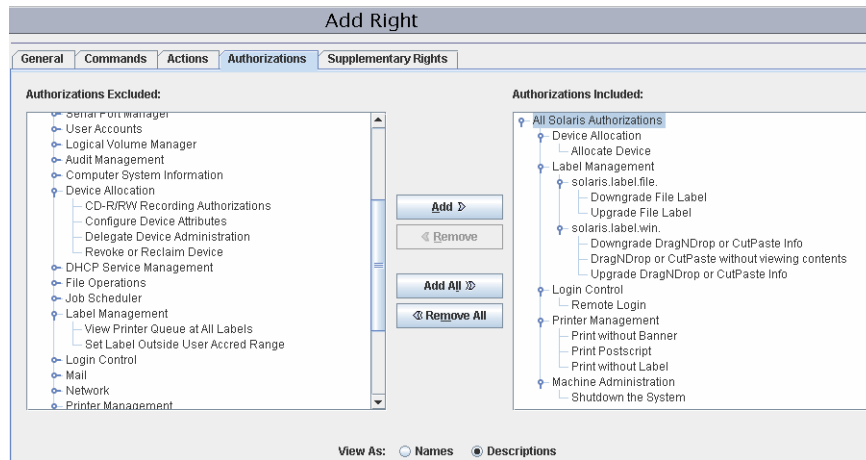 Add Right
General
Commands
Actions
Authorizations
Supplementary Rights
Authorizations Excluded:
Serial Port Manager
User Accounts
Logical Volume Manager
Audit Management
Computer System Information
Device Allocation
CD-R/RW Recording Authorizations
Configure Device Attributes
Delegate Device Administration
Revoke or Reclaim Device
DHCP Service Management
File Operations
Job Scheduler
Label Management
View Printer Queue at All Labels
Set Label Outside User Accred Range
Login Control
Mail
Network
Printer Management
Add
Remove
Add All
Remove All
Authorizations Included:
All Solaris Authorizations
Device Allocation
Allocate Device
Label Management
solaris.label.file.
Downgrade File Label
Upgrade File Label
solaris.label.win.
Downgrade DragNDrop or CutPaste Info
DragNDrop or CutPaste without viewing contents
Upgrade DragNDrop or CutPaste Info
Login Control
Remote Login
Printer Management
Print without Banner
Print Postscript
Print without Label
Machine Administration
Shutdown the System
View As: Names Descriptions